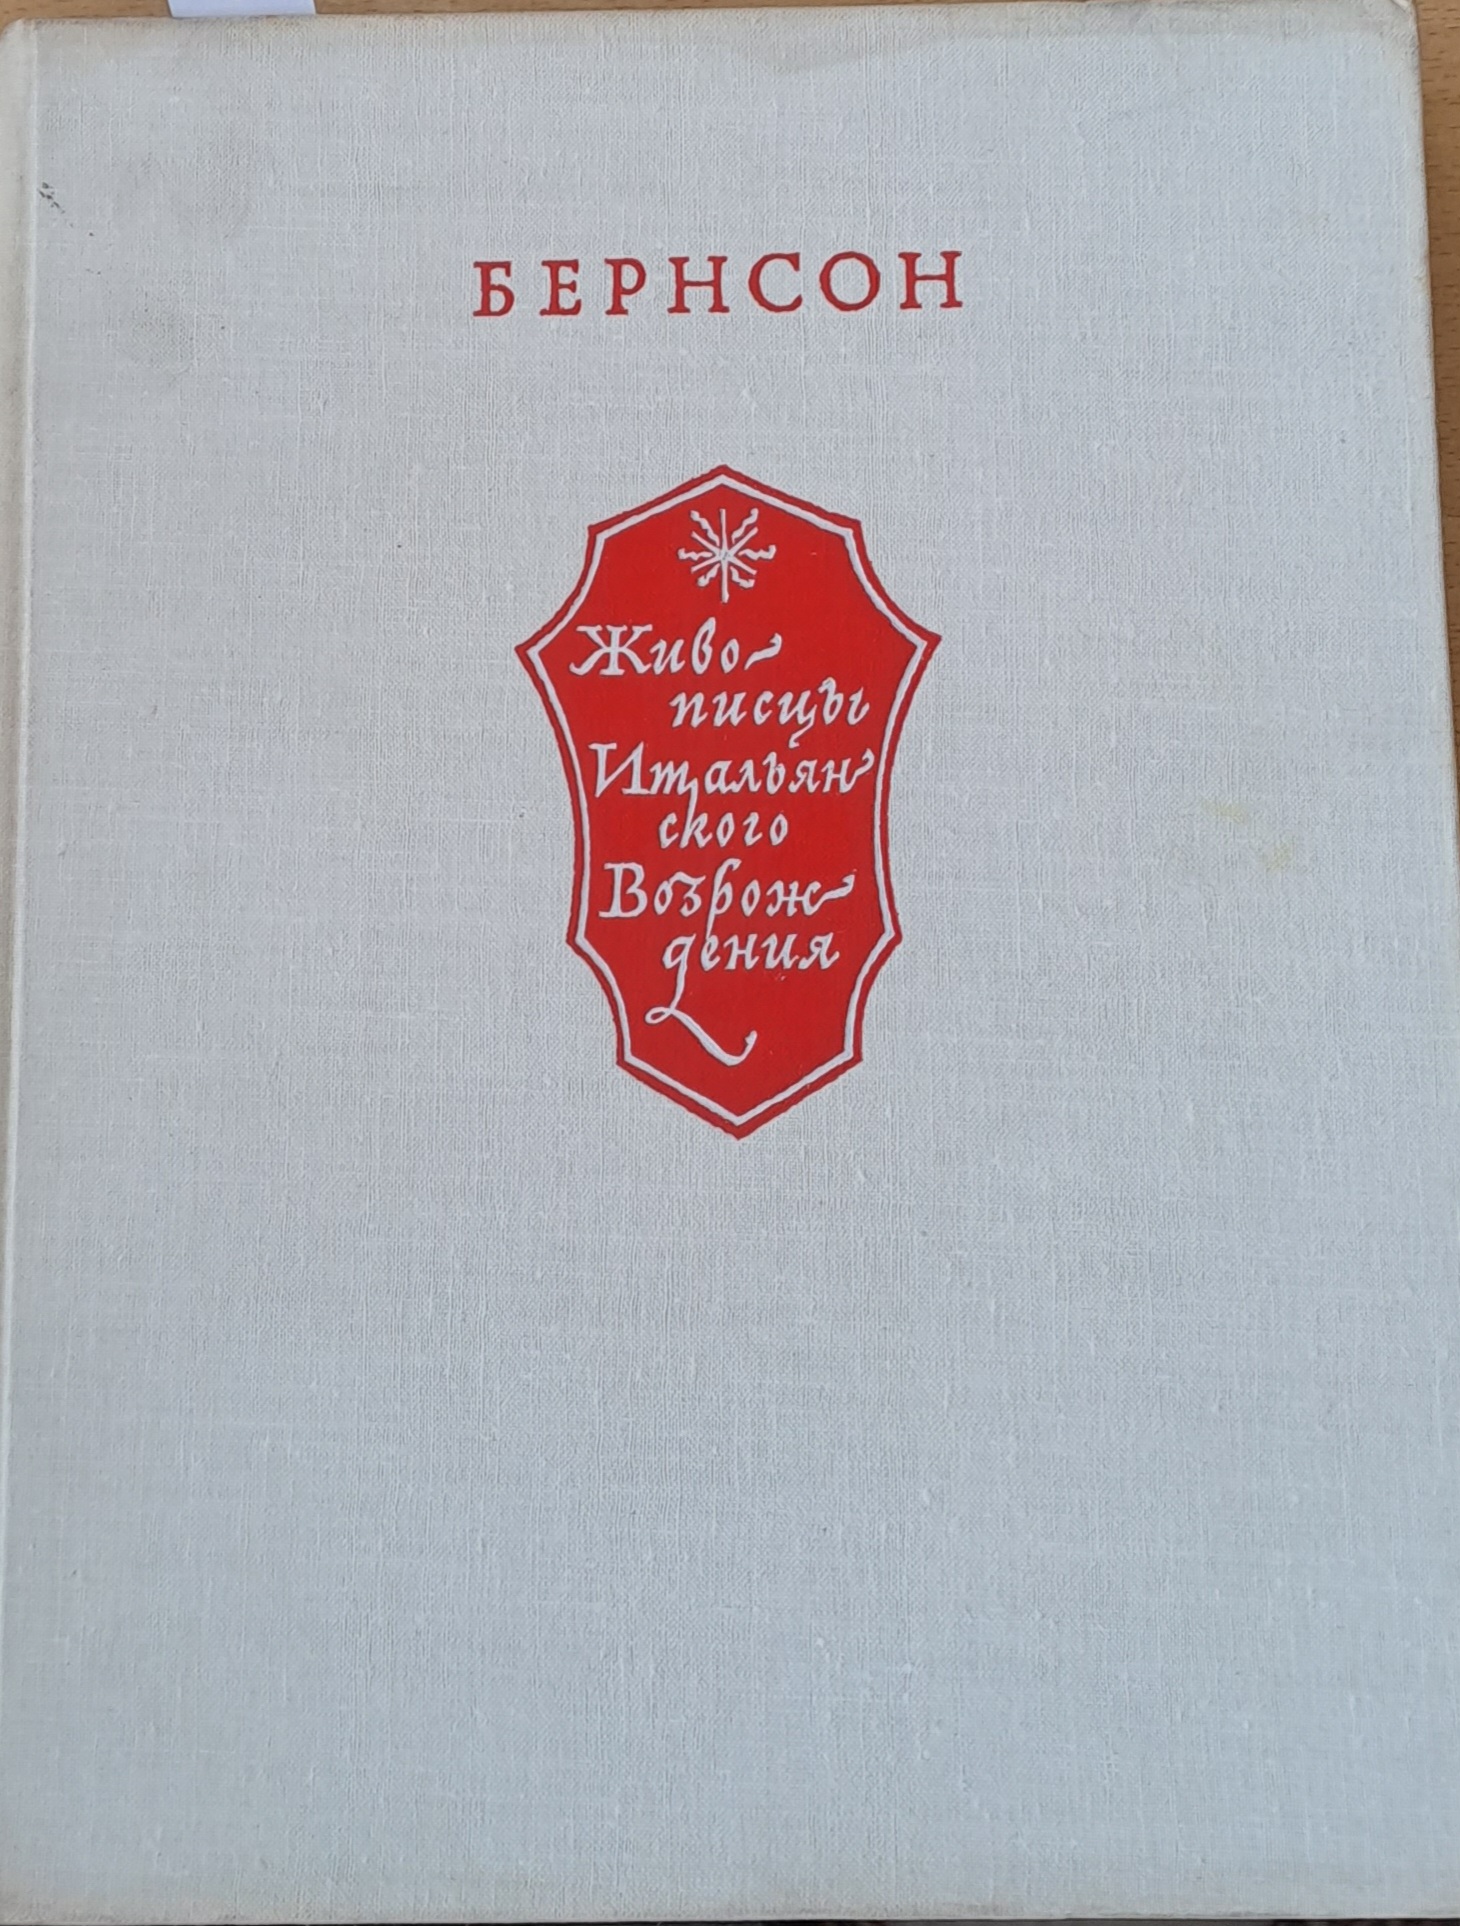 БЕРНСОН
Живо-
писцы
Итальян-
ского
Возрож-
дения